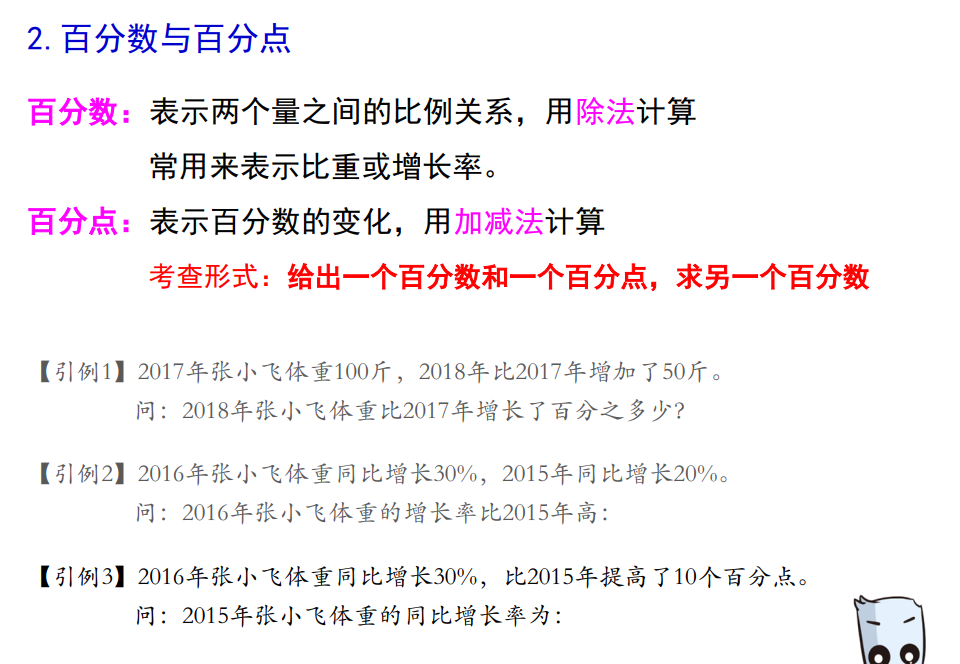 2.百分数与百分点
百分数：表示两个量之间的比例关系，用除法计算
常用来表示比重或增长率。
百分点：表示百分数的变化，用加减法计算
考查形式：给出一个百分数和一个百分点，求另一个百分数
【引例1】2017年张小飞体重100斤，2018年比2017年增加了50斤。
问：2018年张小飞体重比2017年增长了百分之多少？
【引例2】2016年张小飞体重同比增长30%，2015年同比增长20%。
问：2016年张小飞体重的增长率比2015年高：
【引例3】2016年张小飞体重同比增长30%，比2015年提高了10个百分点。
问：2015年张小飞体重的同比增长率为：